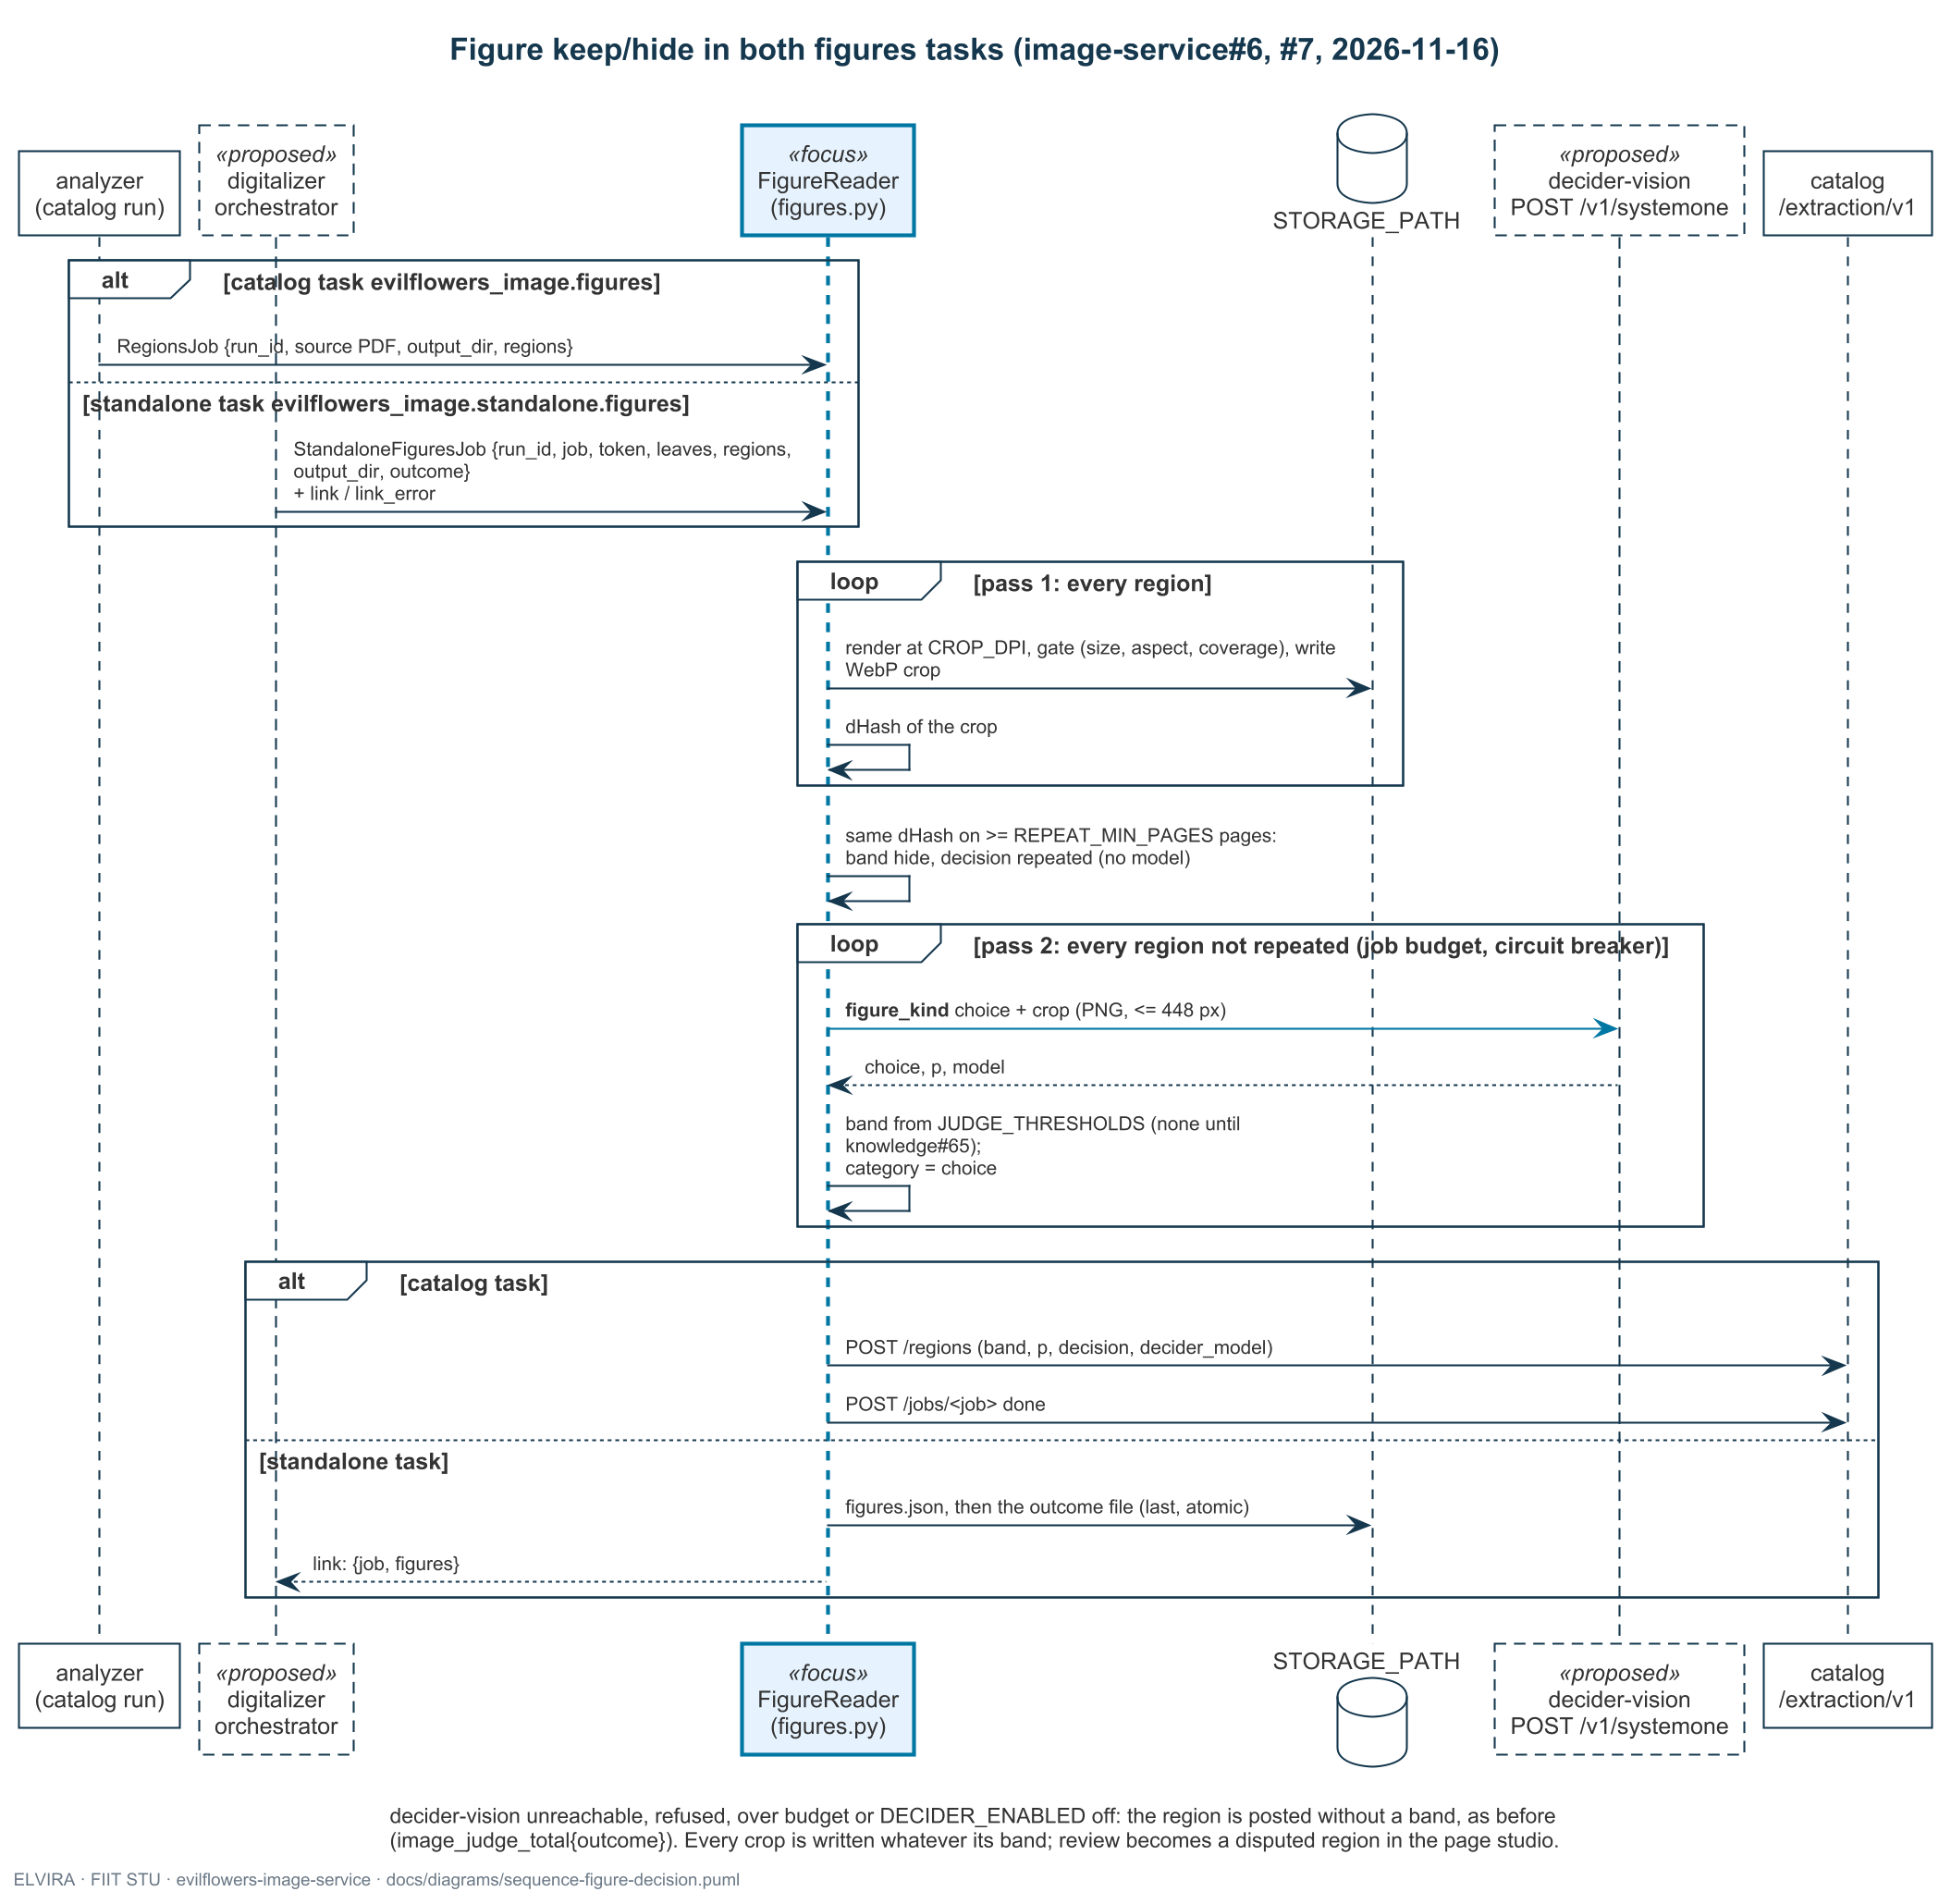 Figure keep/hide in both figures tasks (image-service#6, #7, 2026-11-16)
analyzer
(catalog run)
«proposed»
digitalizer
orchestrator
«focus»
FigureReader
(figures.py)
STORAGE_PATH
«proposed»
decider-vision
POST /v1/systemone
catalog
/extraction/v1
alt
[catalog task evilflowers_image.figures]
RegionsJob {run_id, source PDF, output_dir, regions}
[standalone task evilflowers_image.standalone.figures]
StandaloneFiguresJob {run_id, job, token, leaves, regions,
output_dir, outcome}
+ link / link_error
loop
[pass 1: every region]
render at CROP_DPI, gate (size, aspect, coverage), write
WebP crop
dHash of the crop
same dHash on >= REPEAT_MIN_PAGES pages:
band hide, decision repeated (no model)
loop
[pass 2: every region not repeated (job budget, circuit breaker)]
figure_kind choice + crop (PNG, <= 448 px)
choice, p, model
band from JUDGE_THRESHOLDS (none until
knowledge#65);
category = choice
alt
[catalog task]
POST /regions (band, p, decision, decider_model)
POST /jobs/<job> done
[standalone task]
figures.json, then the outcome file (last, atomic)
link: {job, figures}
analyzer
(catalog run)
«proposed»
digitalizer
orchestrator
«focus»
FigureReader
(figures.py)
STORAGE_PATH
«proposed»
decider-vision
POST /v1/systemone
catalog
/extraction/v1
decider-vision unreachable, refused, over budget or DECIDER_ENABLED off: the region is posted without a band, as before
(image_judge_total{outcome}). Every crop is written whatever its band; review becomes a disputed region in the page studio.
ELVIRA · FIIT STU · evilflowers-image-service · docs/diagrams/sequence-figure-decision.puml